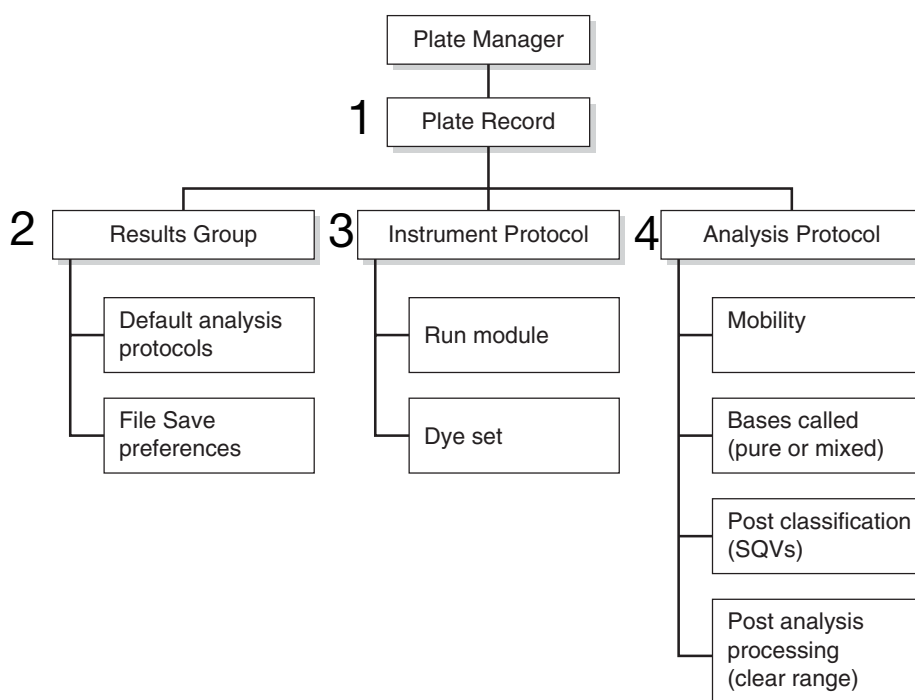 Plate Manager
1
Plate Record
2
Results Group
3
Instrument Protocol
4
Analysis Protocol
Default analysis
protocols
File Save
preferences
Run module
Dye set
Mobility
Bases called
(pure or mixed)
Post classification
(SQVs)
Post analysis
processing
(clear range)